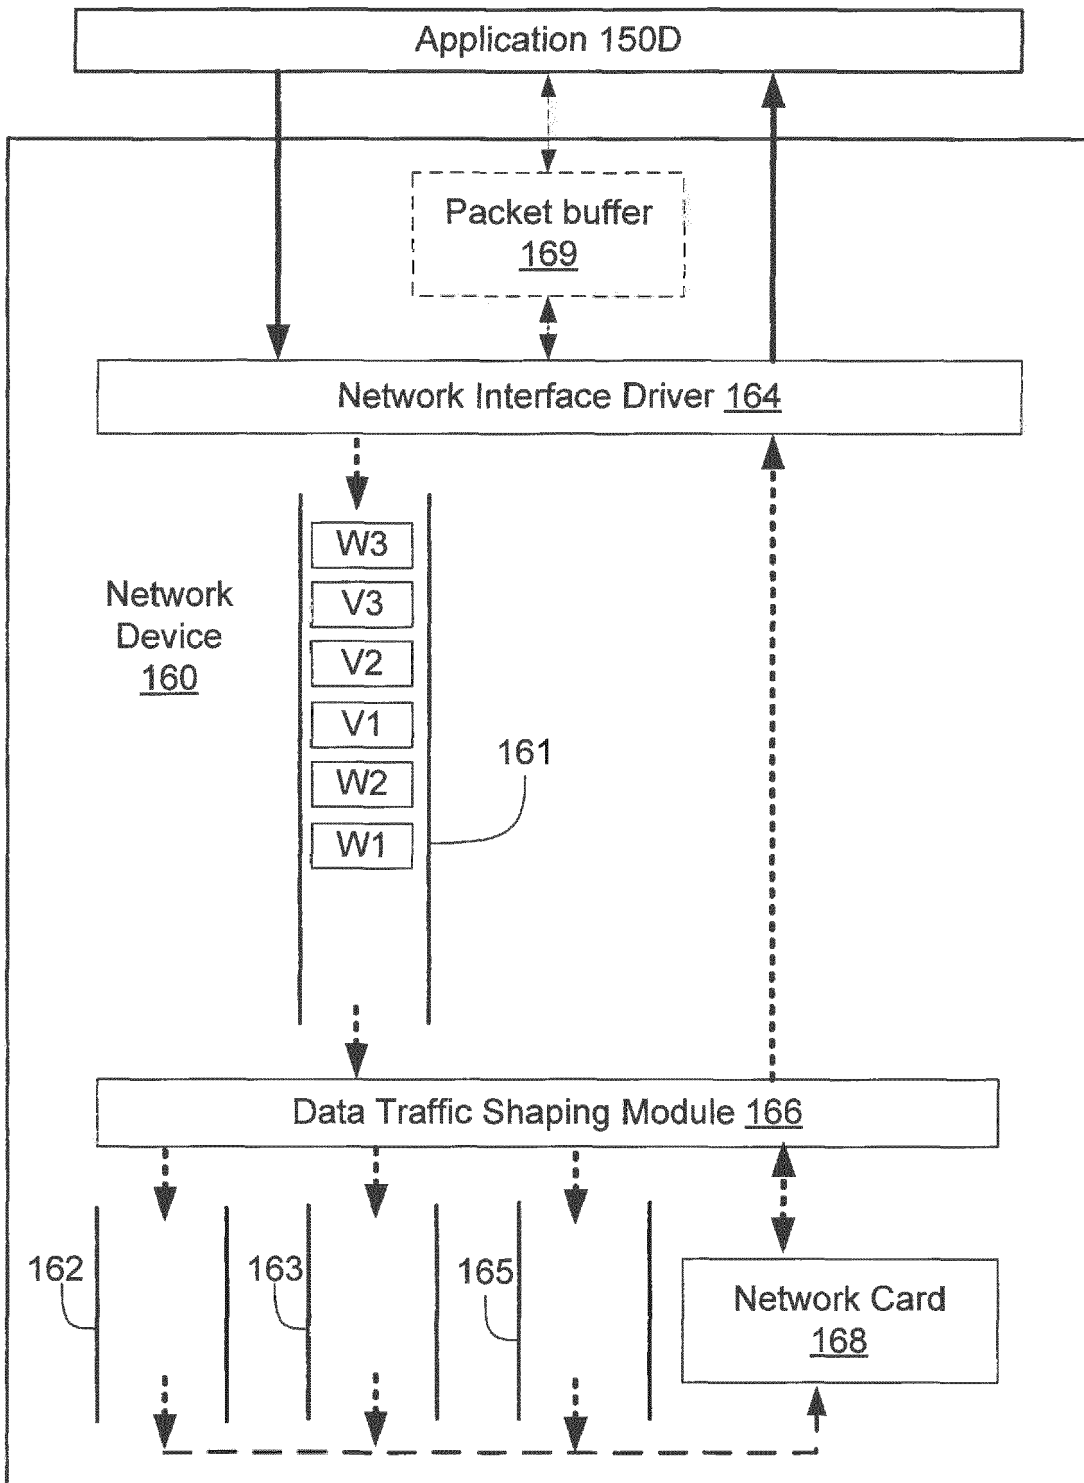 Application 150D
Packet buffer
169
Network Interface Driver 164
W3
V3
V2
V1
W2
W1
Network
Device
160
161
Data Traffic Shaping Module 166
162
163
165
Network Card
168